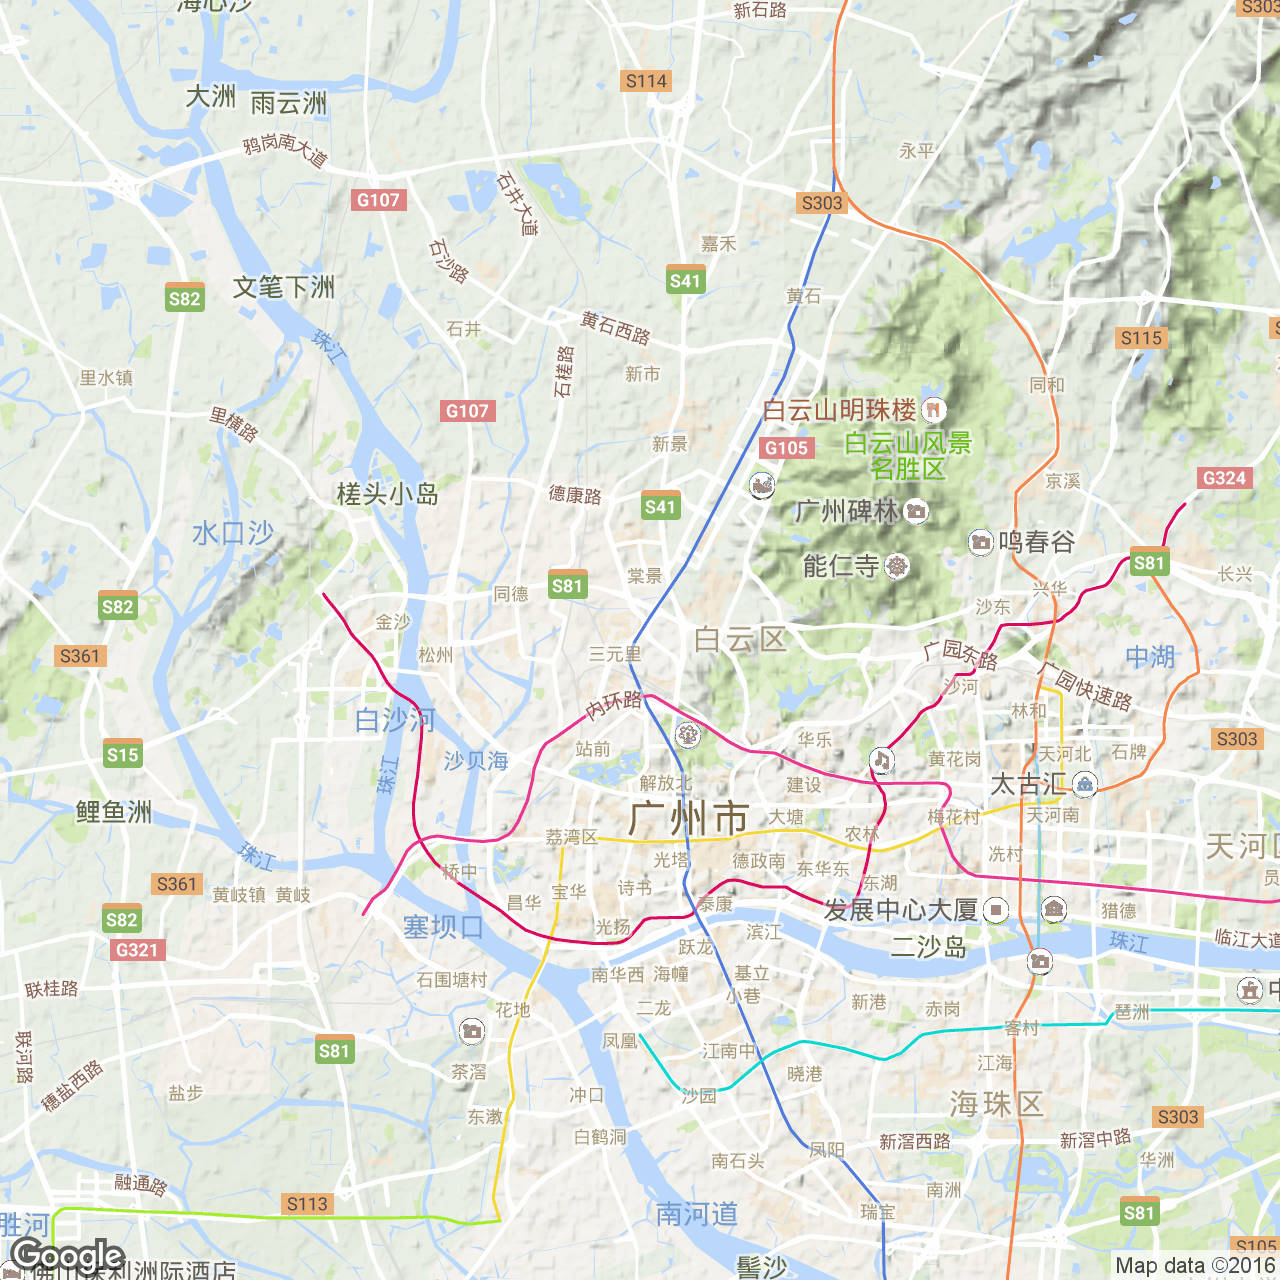 海心沙
新石路
S303
S114
大洲
雨云洲
鸦岗南大道
永平
G107
石井大道
S303
嘉禾
石沙路
S41
文笔下洲
S82
黄石
珠江
石井
黄石西路
S115
里水镇
石槎路
新市
同和
里横路
G107
白云山明珠楼
新景
G105
白云山风景
名胜区
京溪
G324
槎头小岛
德康路
S41
广州碑林
水口沙
鸣春谷
能仁寺
S81
棠景
S81
同德
兴华
长兴
S82
沙东
金沙
白云区
S361
松州
三元里
广园东路
中湖
沙河
广园快速路
内环路
林和
白沙河
站前
华乐
S303
S15
沙贝海
黄花岗
天河北
石牌
珠江
解放北
建设
太古汇
鲤鱼洲
广州市
大塘
梅花村
天河南
荔湾区
农林
天河区
珠江
光塔
德政南
冼村
桥中
东华东
员
S361
黄岐镇
黄岐
宝华
诗书
东湖
昌华
泰康
发展中心大厦
猎德
S82
塞坝口
光扬
滨江
G321
跃龙
二沙岛
珠江
临江大道
联桂路
石围塘村
南华西
海幢
基立
小巷
新港
赤岗
中
花地
二龙
琶洲
客村
联河路
S81
凤凰
江南中
江海
穗盐西路
盐步
茶滘
晓港
冲口
沙园
海珠区
东漖
S303
白鹤洞
凤阳
新滘西路
新滘中路
南石头
华洲
融通路
南洲
S113
南河道
瑞宝
S81
胜河
S105
Google
髻沙
Map data ©2016